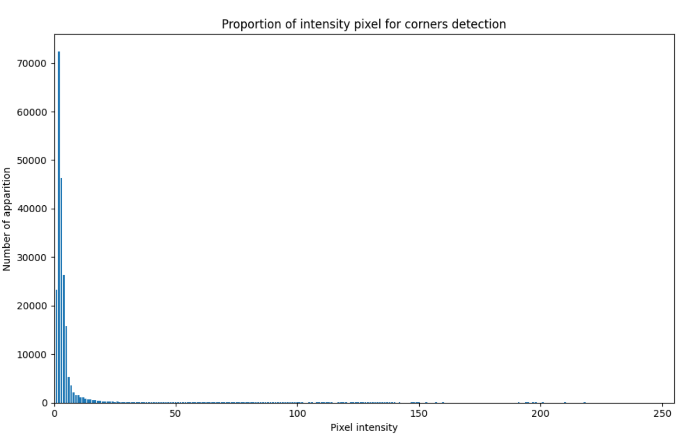 Proportion of intensity pixel for corners detection
70000
60000
50000
40000
30000
20000
10000
0
Number of apparition
0 50 100 150 200 250
Pixel intensity